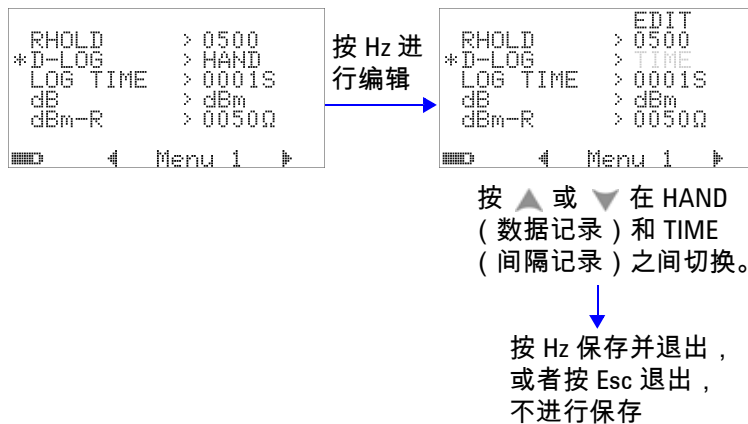 RHOLD > 0500
*D-LOG > HAND
LOG TIME > 0001S
dB > dBm
dBm-R > 0050Ω
Menu 1
按 Hz 进
行编辑
EDIT
RHOLD > 0500
*D-LOG > TIME
LOG TIME > 0001S
dB > dBm
dBm-R > 0050Ω
Menu 1
按 ▲ 或 ▼ 在 HAND
（数据记录）和 TIME
（间隔记录）之间切换。
按 Hz 保存并退出，
或者按 Esc 退出，
不进行保存